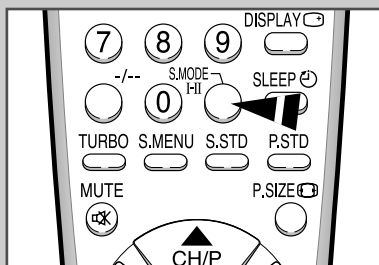 DISPLAY
7 8 9
-/-- S.MODE SLEEP
I-II
0
TURBO S.MENU S.STD P.STD
MUTE P.SIZE
CH/P